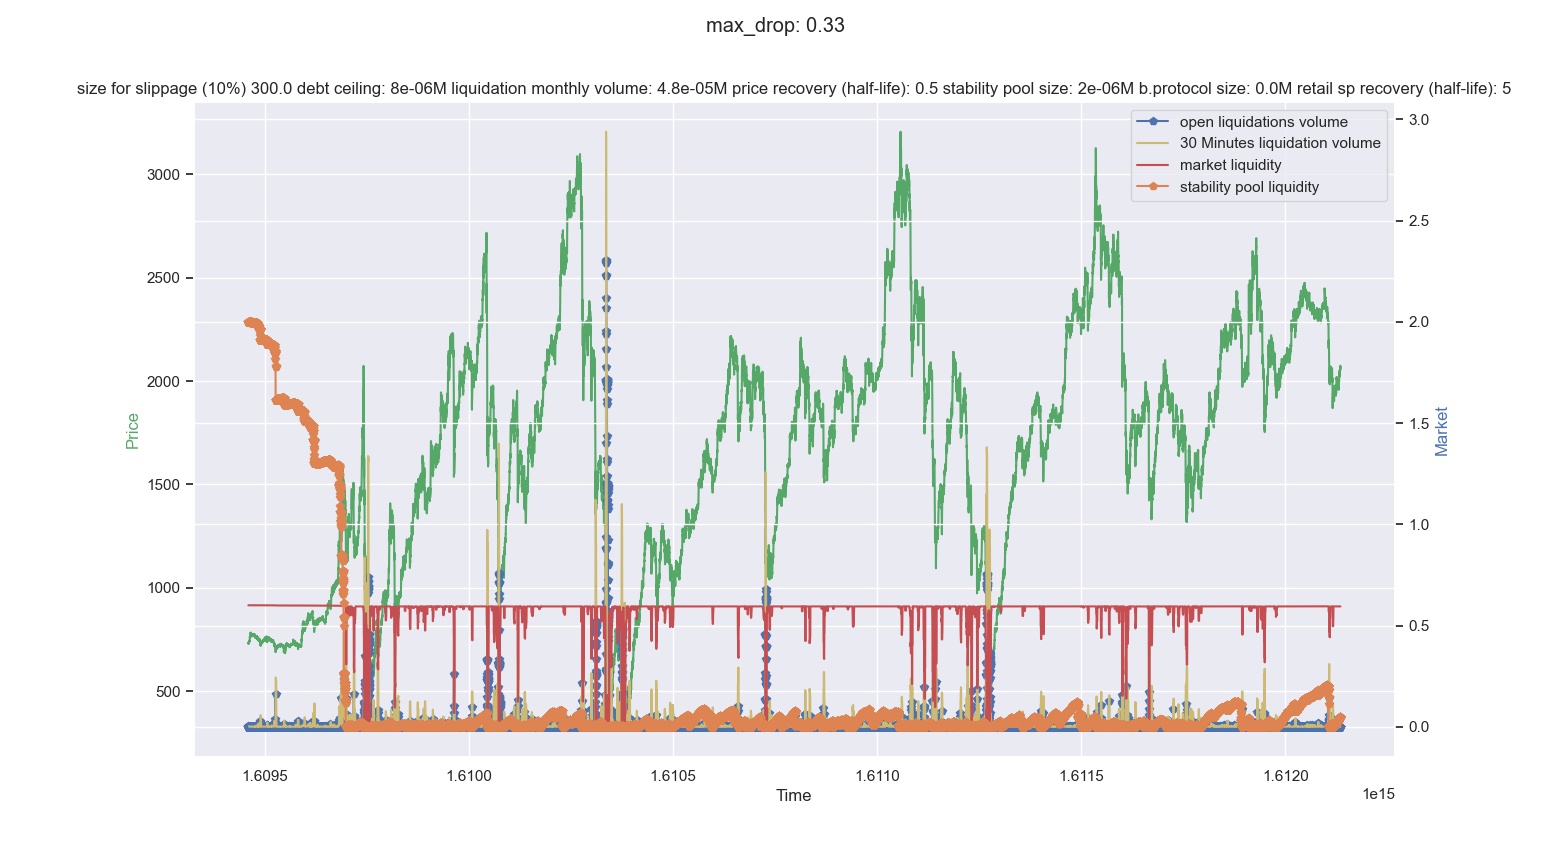 max_drop: 0.33
size for slippage (10%) 300.0 debt ceiling: 8e-06M liquidation monthly volume: 4.8e-05M price recovery (half-life): 0.5 stability pool size: 2e-06M b.protocol size: 0.0M retail sp recovery (half-life): 5
open liquidations volume
30 Minutes liquidation volume
market liquidity
stability pool liquidity
3000
2500
2000
1500
1000
500
Price
3.0
2.5
2.0
1.5
1.0
0.5
0.0
Market
1.6095 1.6100 1.6105 1.6110 1.6115 1.6120
1e15
Time